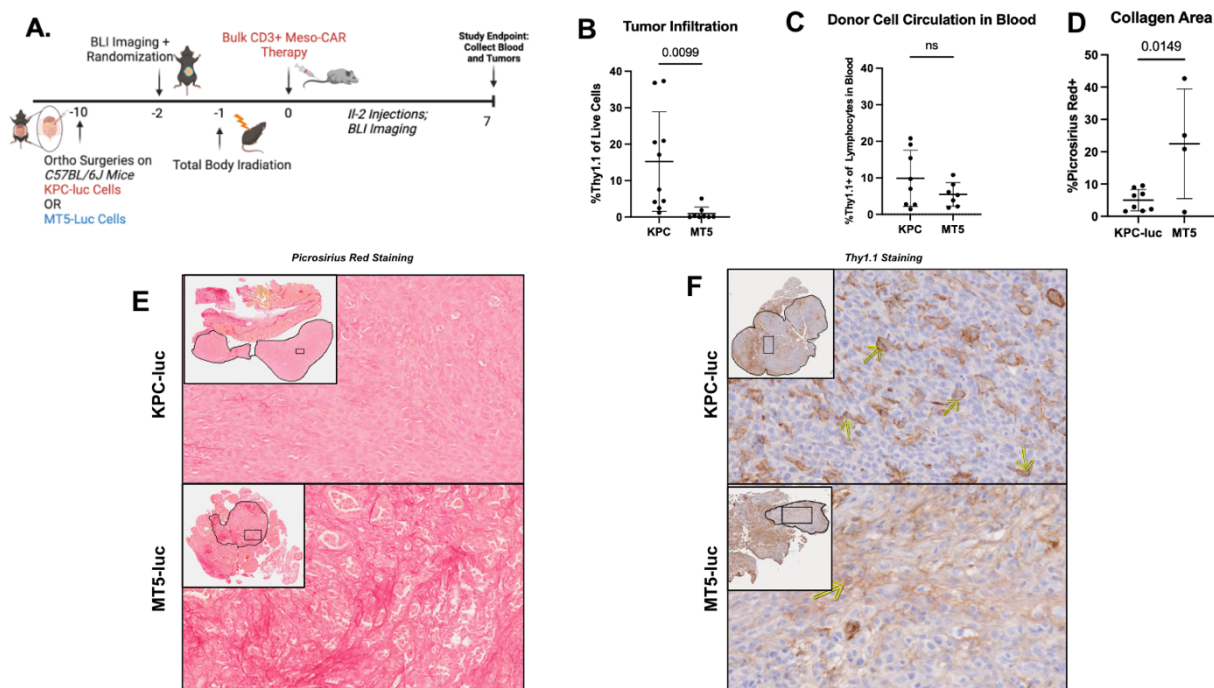 A.
BLI Imaging +
Randomization
Bulk CD3+ Meso-CAR
Therapy
Study Endpoint:
Collect Blood
and Tumors
-10
-2
-1
0
7
Il-2 Injections;
BLI Imaging
Ortho Surgeries on
C57BL/6J Mice
KPC-luc Cells
OR
MT5-Luc Cells
Total Body Iradiation
B
Tumor Infiltration
0.0099
%Thy1.1 of Live Cells
40
30
20
10
0
KPC
MT5
C
Donor Cell Circulation in Blood
ns
%Thy1.1+ of Lymphocytes in Blood
40
30
20
10
0
KPC
MT5
D
Collagen Area
0.0149
%Picrosirius Red+
50
40
30
20
10
0
KPC-luc
MT5
Picrosirius Red Staining
E
KPC-luc
MT5-luc
Thy1.1 Staining
F
KPC-luc
MT5-luc